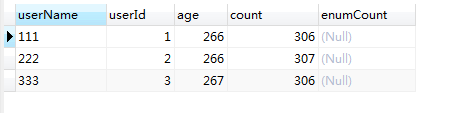 userName userId age count enumCount
111 1 266 306 (Null)
222 2 266 307 (Null)
333 3 267 306 (Null)